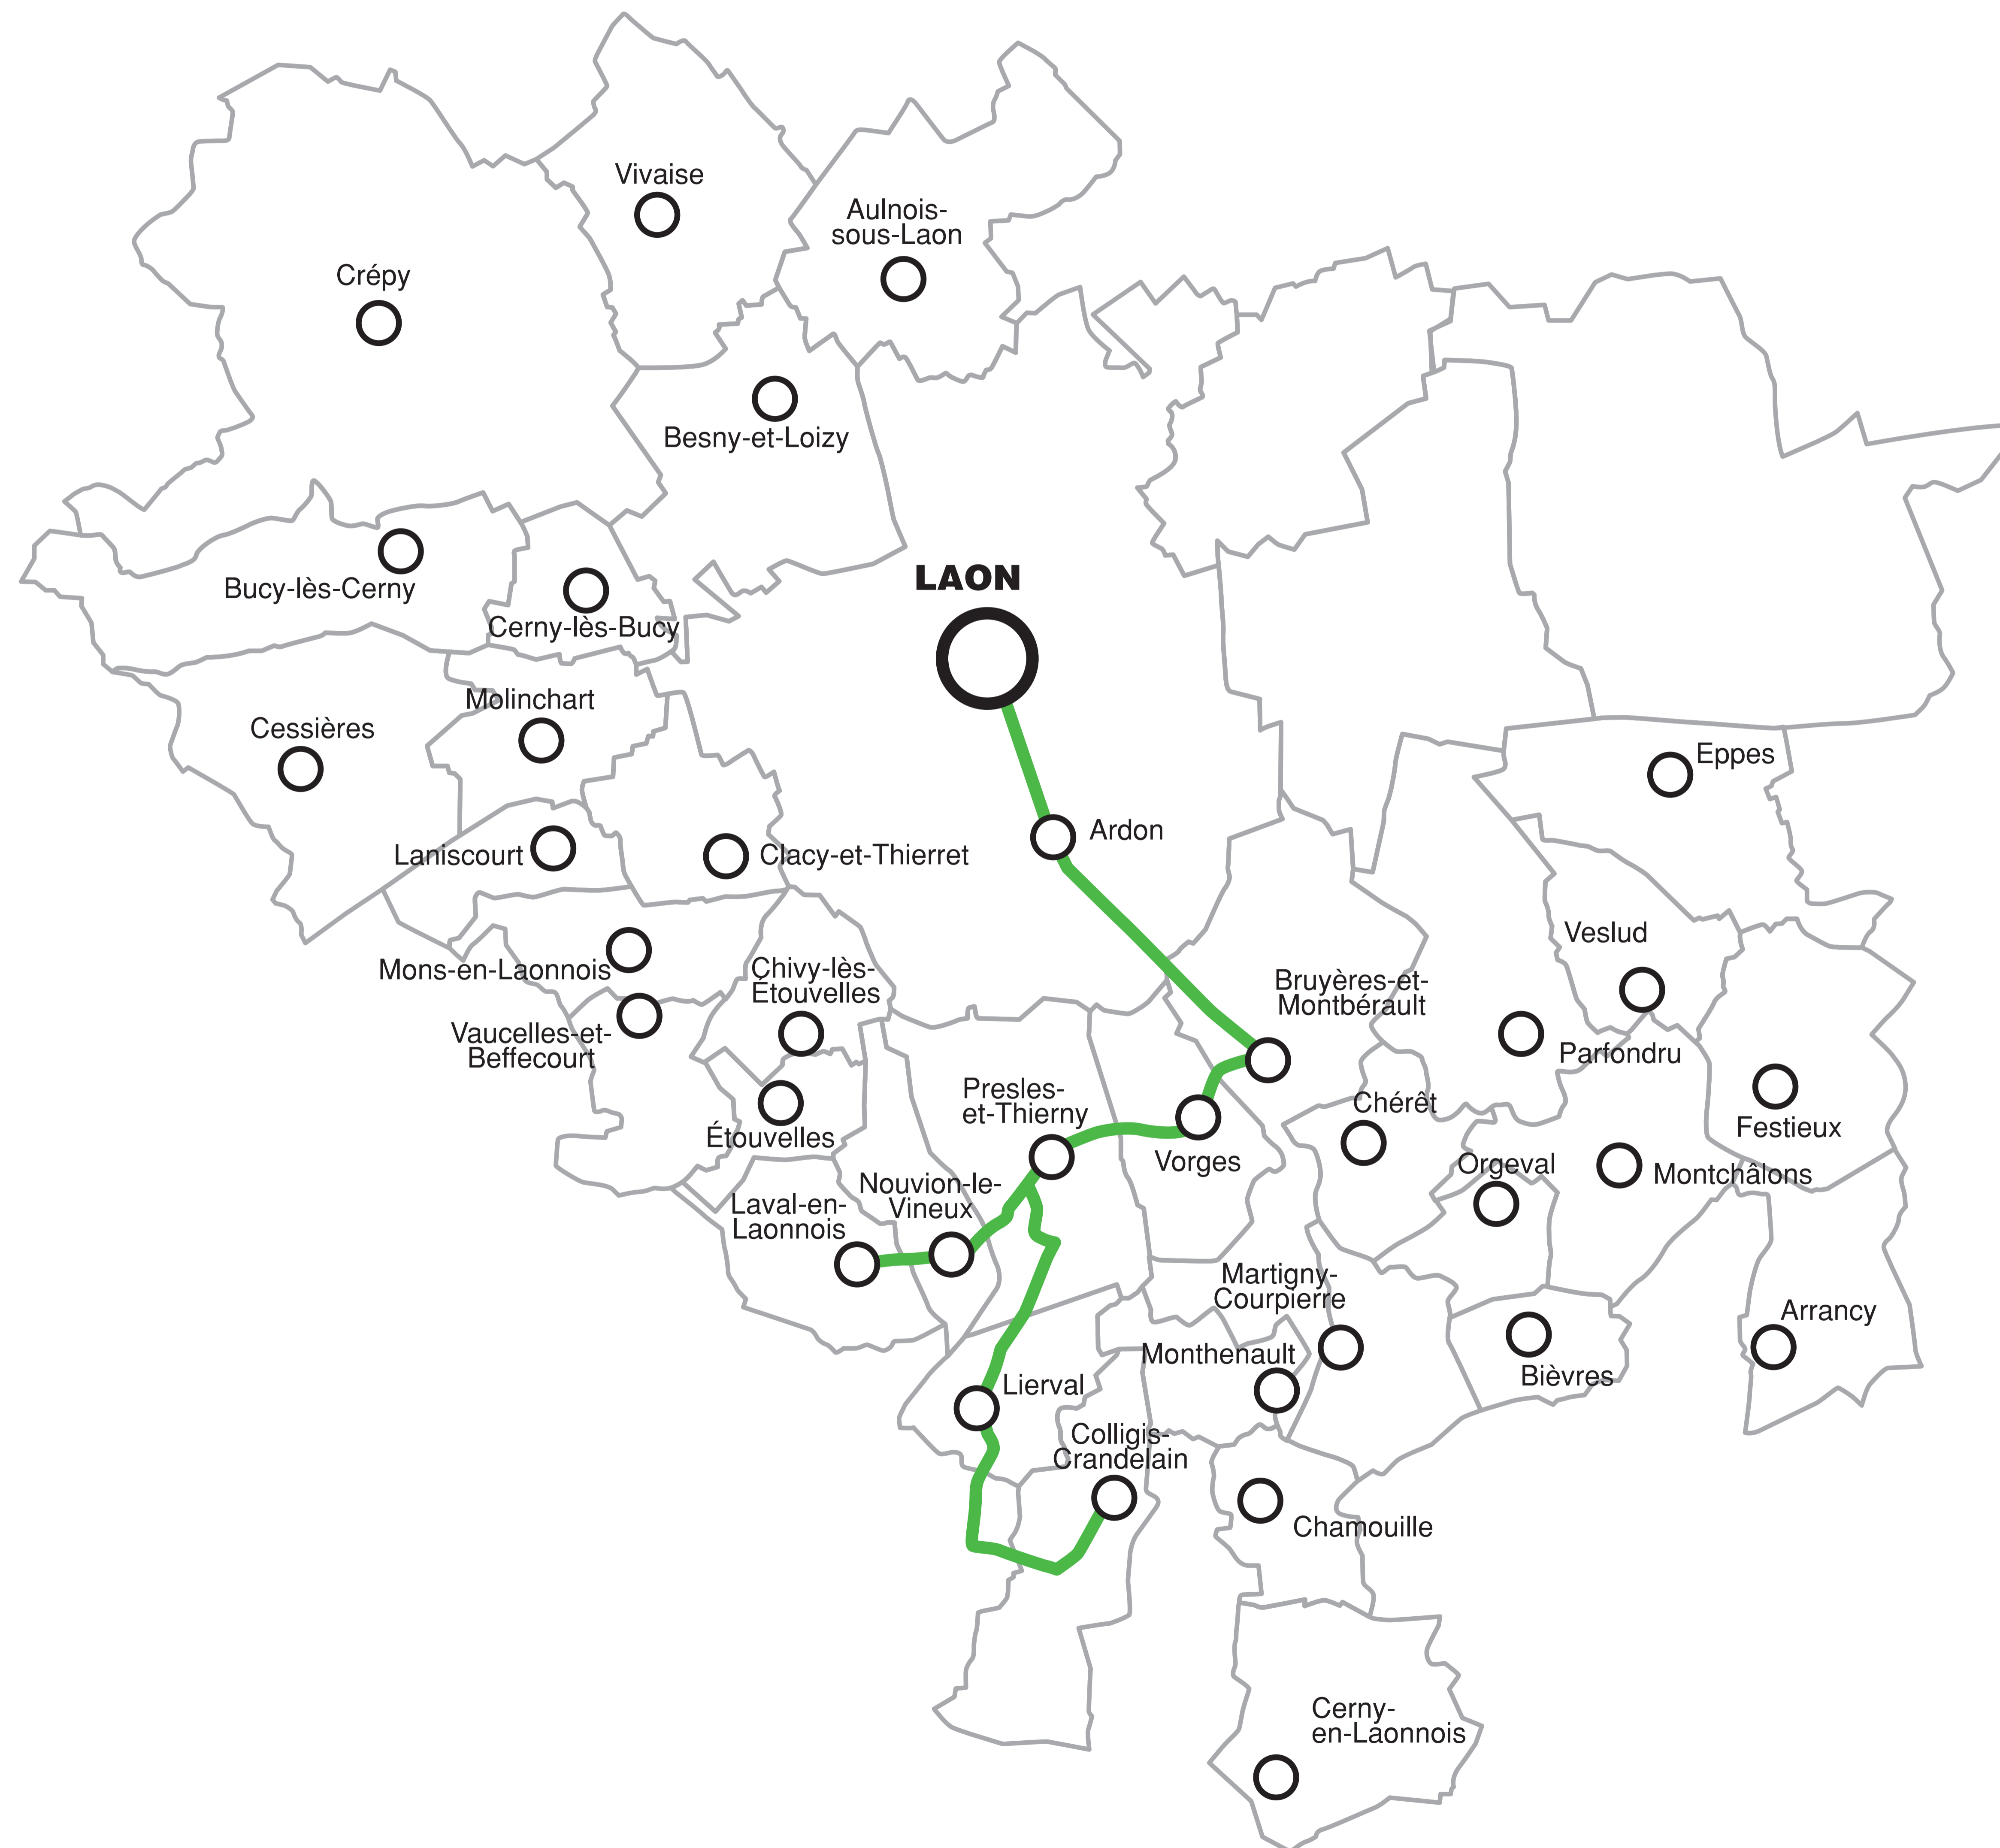 Vivaise
Aulnois-
sous-Laon
Crépy
Besny-et-Loizy
Bucy-lès-Cerny
LAON
Cerny-lès-Bucy
Molinchart
Cessières
Eppes
Ardon
Laniscourt
Clacy-et-Thierret
Veslud
Mons-en-Laonnois
Chivy-lès-
Étouvelles
Bruyères-et-
Montbérault
Vaucelles-et-
Beffecourt
Parfondru
Presles-
et-Thierny
Chérêt
Festieux
Étouvelles
Vorges
Orgeval
Montchâlons
Nouvion-le-
Vineux
Laval-en-
Laonnois
Martigny-
Courpierre
Arrancy
Monthenault
Bièvres
Lierval
Colligis-
Crandelain
Chamouille
Cerny-
en-Laonnois